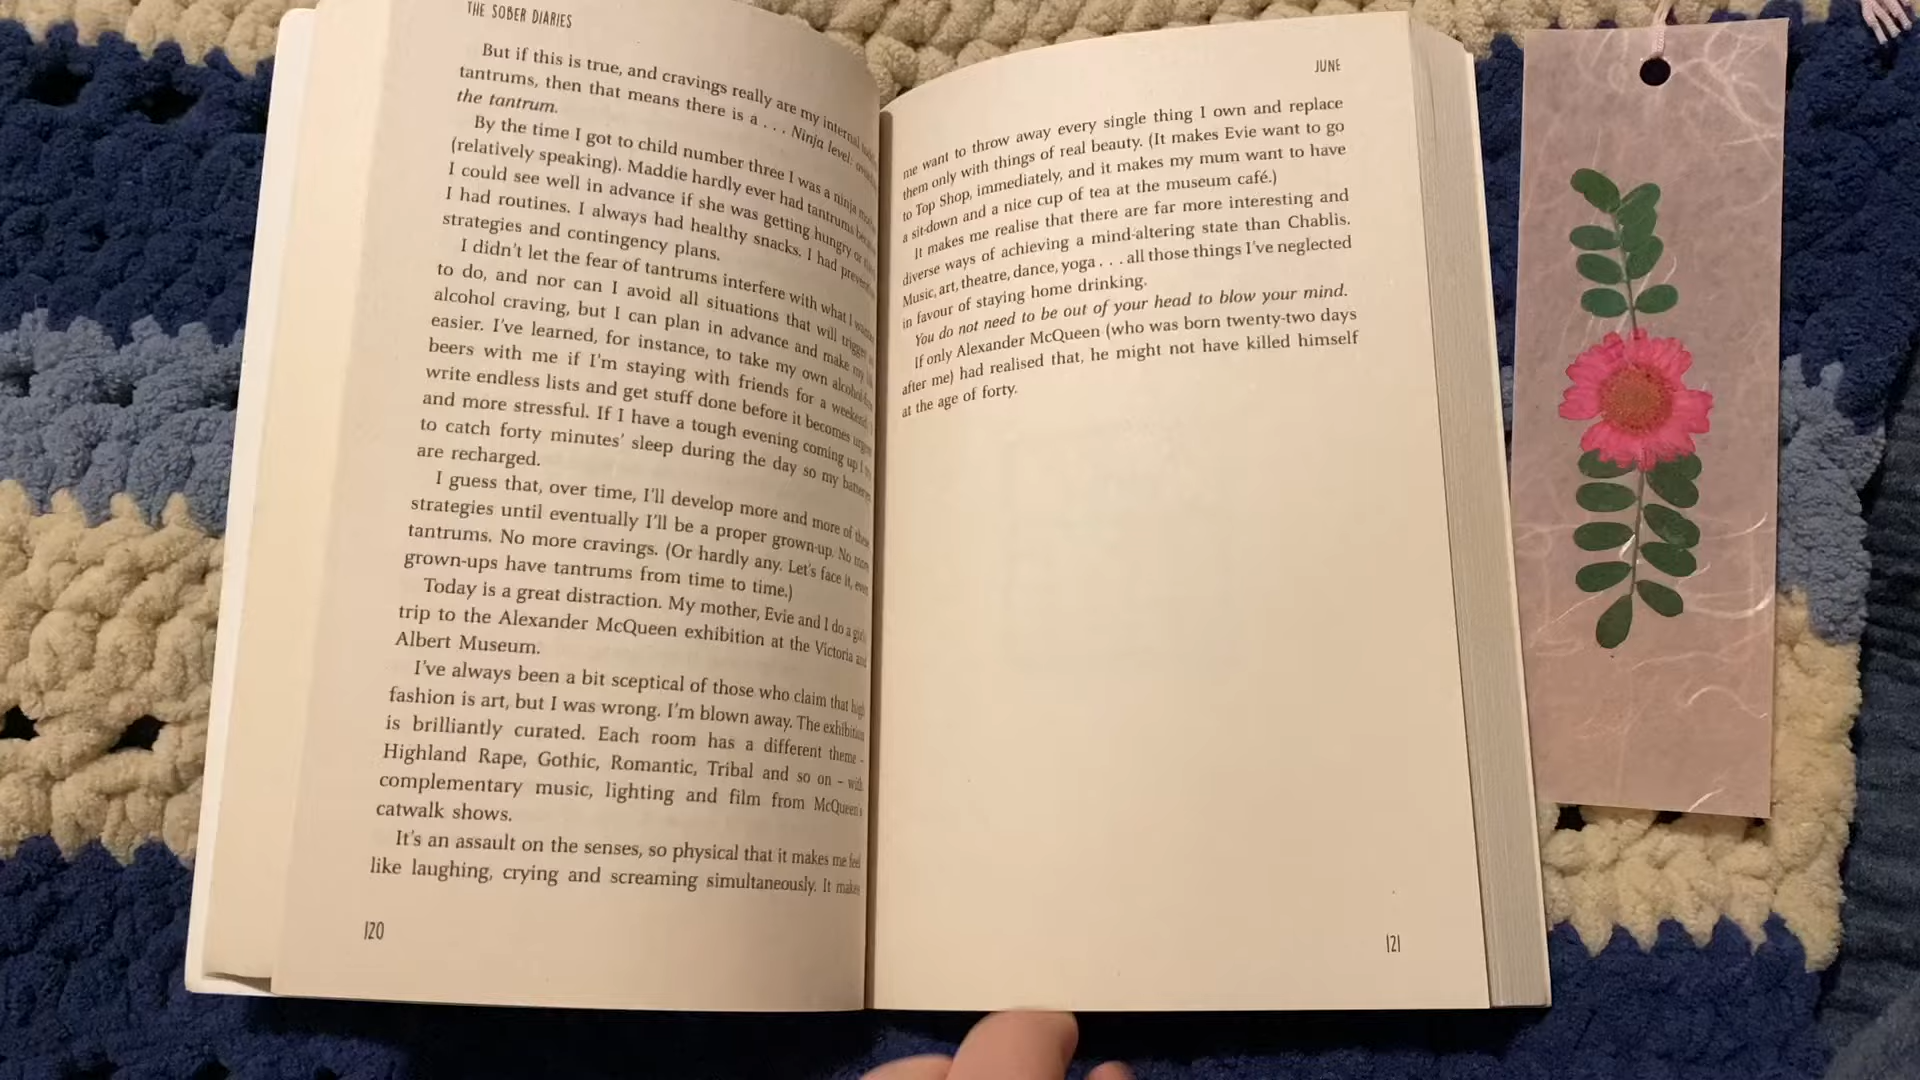 THE SOBER DIARIES
But if this is true, and cravings really are my internal
tantrums, then that means there is a . . . Ninja level:
the tantrum.
By the time I got to child number three I was a ninja
(relatively speaking). Maddie hardly ever had tantrums
I could see well in advance if she was getting hungry or
I had routines. I always had healthy snacks. I had
strategies and contingency plans.
I didn't let the fear of tantrums interfere with what I
to do, and nor can I avoid all situations that will trigger
alcohol craving, but I can plan in advance and make my
easier. I've learned, for instance, to take my own
beers with me if I'm staying with friends for a weekend.
write endless lists and get stuff done before it becomes
and more stressful. If I have a tough evening coming up I
to catch forty minutes' sleep during the day so my batteries
are recharged.
I guess that, over time, I'll develop more and more of these
strategies until eventually I'll be a proper grown-up. No more
tantrums. No more cravings. (Or hardly any. Let's face it, even
grown-ups have tantrums from time to time.)
Today is a great distraction. My mother, Evie and I do a
trip to the Alexander McQueen exhibition at the Victoria and
Albert Museum.
I've always been a bit sceptical of those who claim that high
fashion is art, but I was wrong. I'm blown away. The exhibition
is brilliantly curated. Each room has a different theme –
Highland Rape, Gothic, Romantic, Tribal and so on – with
complementary music, lighting and film from McQueen's
catwalk shows.
It's an assault on the senses, so physical that it makes me feel
like laughing, crying and screaming simultaneously. It makes
120
JUNE
me want to throw away every single thing I own and replace
them only with things of real beauty. (It makes Evie want to go
to Top Shop, immediately, and it makes my mum want to have
a sit-down and a nice cup of tea at the museum café.)
It makes me realise that there are far more interesting and
diverse ways of achieving a mind-altering state than Chablis.
Music, art, theatre, dance, yoga . . . all those things I've neglected
in favour of staying home drinking.
You do not need to be out of your head to blow your mind.
If only Alexander McQueen (who was born twenty-two days
after me) had realised that, he might not have killed himself
at the age of forty.
121